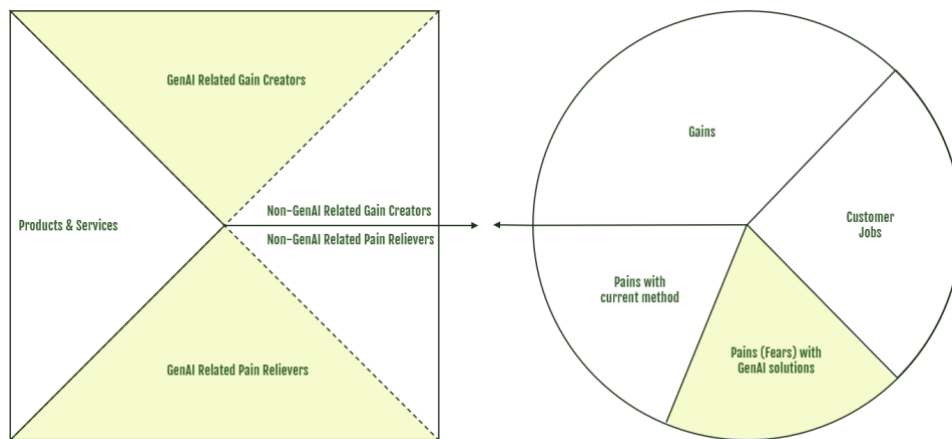 GenAI Related Gain Creators
Products & Services
Non-GenAI Related Gain Creators
Non-GenAI Related Pain Relievers
GenAI Related Pain Relievers
Gains
Customer
Jobs
Pains with
current method
Pains (Fears) with
GenAI solutions